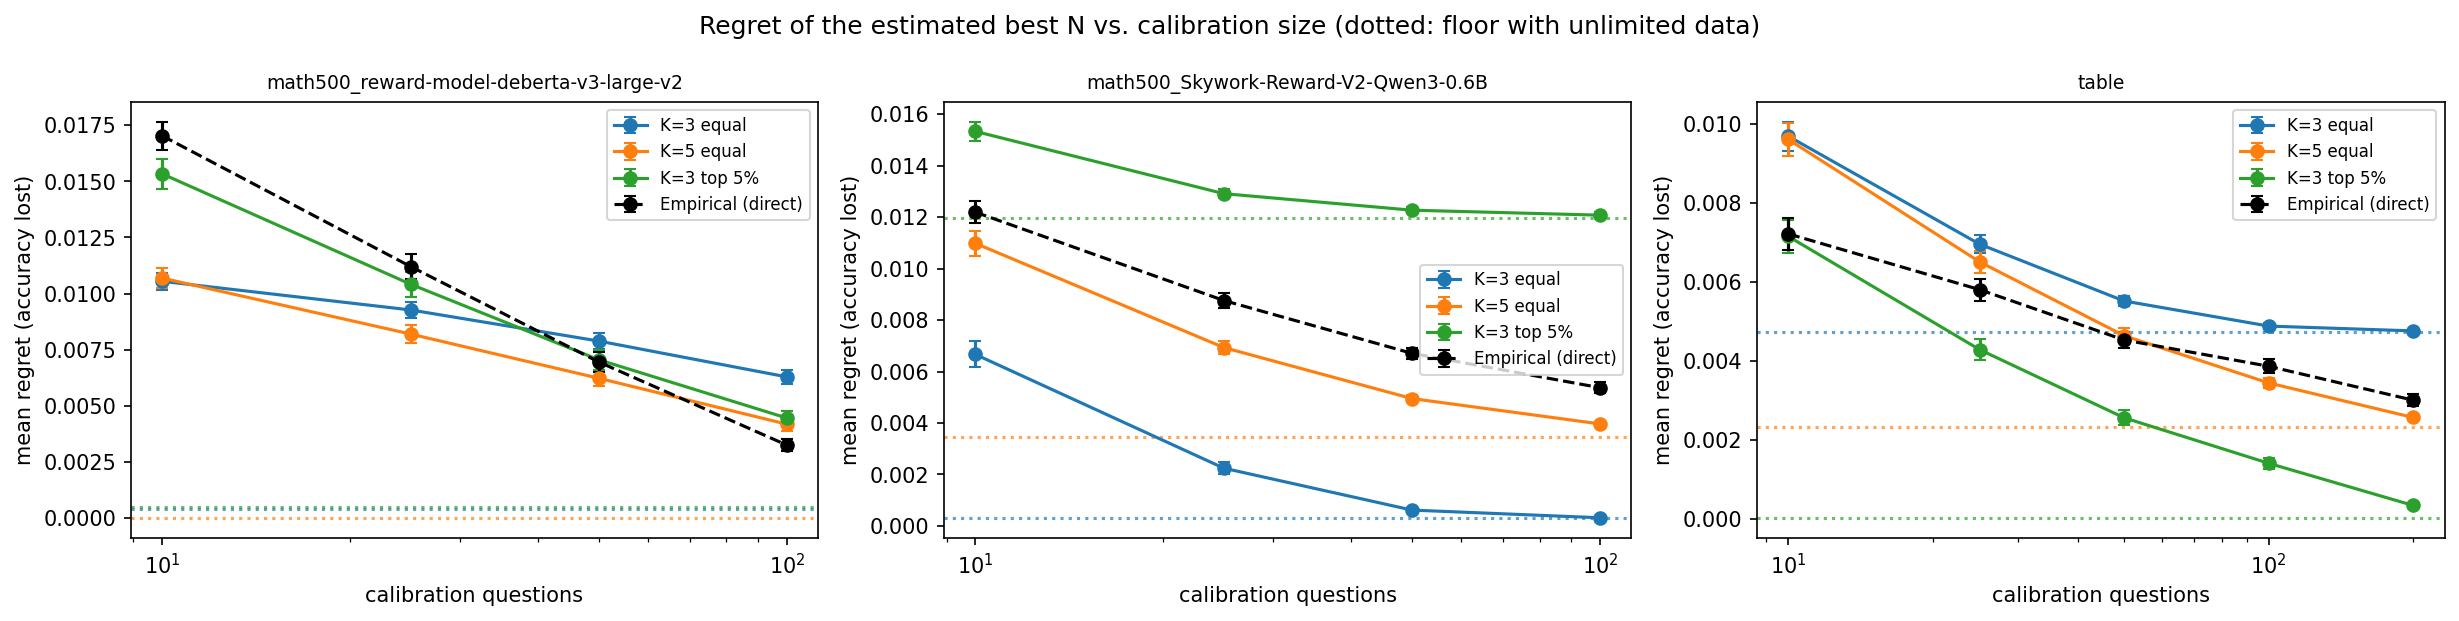 Regret of the estimated best N vs. calibration size (dotted: floor with unlimited data)
math500_reward-model-deberta-v3-large-v2
0.0175
0.0150
0.0125
0.0100
0.0075
0.0050
0.0025
0.0000
mean regret (accuracy lost)
K=3 equal
K=5 equal
K=3 top 5%
Empirical (direct)
10¹
10²
calibration questions
math500_Skywork-Reward-V2-Qwen3-0.6B
0.016
0.014
0.012
0.010
0.008
0.006
0.004
0.002
0.000
mean regret (accuracy lost)
K=3 equal
K=5 equal
K=3 top 5%
Empirical (direct)
10¹
10²
calibration questions
table
0.010
0.008
0.006
0.004
0.002
0.000
mean regret (accuracy lost)
K=3 equal
K=5 equal
K=3 top 5%
Empirical (direct)
10¹
10²
calibration questions